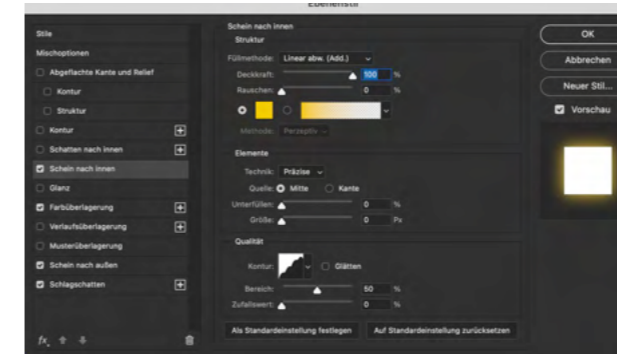 Ebenenstil
Stile
Mischoptionen
Abgeflachte Kante und Relief
Kontur
Struktur
Kontur
Schatten nach innen
Schein nach innen
Glanz
Farbüberlagerung
Verlaufsüberlagerung
Musterüberlagerung
Schein nach außen
Schlagschatten
fx
Schein nach innen
Struktur
Füllmethode: Linear abw. (Add.)
Deckkraft: 100 %
Rauschen: 0 %
Methode: Perzeptiv
Elemente
Technik: Präzise
Quelle: Mitte Kante
Unterfüllen: 0 %
Größe: 0 Px
Qualität
Kontur: Glätten
Bereich: 50 %
Zufallswert: 0 %
Als Standardeinstellung festlegen Auf Standardeinstellung zurücksetzen
OK
Abbrechen
Neuer Stil...
Vorschau